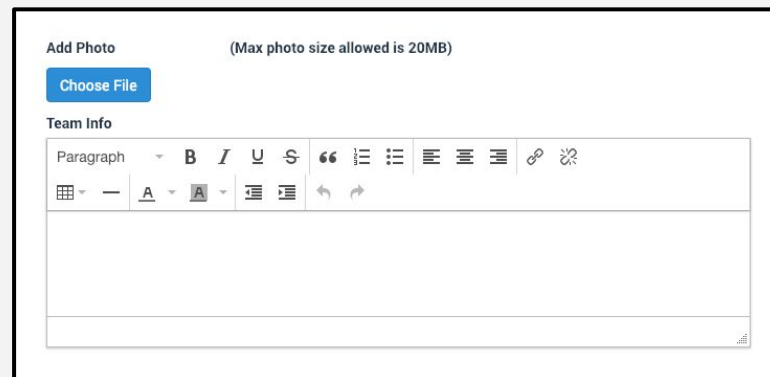 Add Photo (Max photo size allowed is 20MB)
Choose File
Team Info
Paragraph B I U S
A A